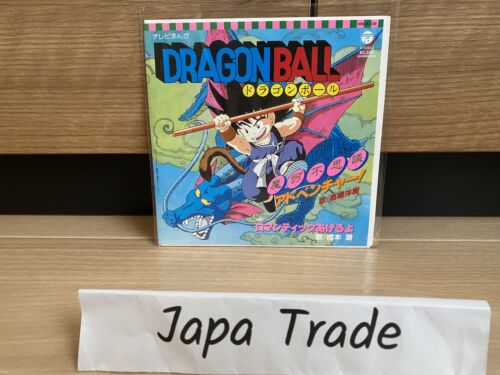 テレビまんが
DRAGON BALL
ドラゴンボール
魔訶不思議
アドベンチャー!
歌/高橋洋樹
ロマンティックあげるよ
歌/橋本 潮
Japa Trade